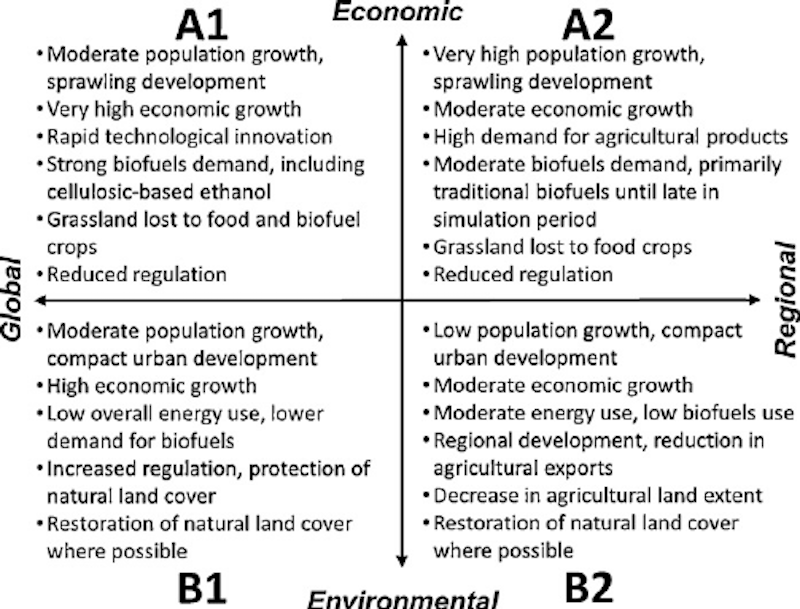 Economic
A1
• Moderate population growth,
sprawling development
• Very high economic growth
• Rapid technological innovation
• Strong biofuels demand, including
cellulosic-based ethanol
• Grassland lost to food and biofuel
crops
• Reduced regulation
A2
• Very high population growth,
sprawling development
• Moderate economic growth
• High demand for agricultural products
• Moderate biofuels demand, primarily
traditional biofuels until late in
simulation period
• Grassland lost to food crops
• Reduced regulation
Global
Regional
• Moderate population growth,
compact urban development
• High economic growth
• Low overall energy use, lower
demand for biofuels
• Increased regulation, protection of
natural land cover
• Restoration of natural land cover
where possible
B1
• Low population growth, compact
urban development
• Moderate economic growth
• Moderate energy use, low biofuels use
• Regional development, reduction in
agricultural exports
• Decrease in agricultural land extent
• Restoration of natural land cover
where possible
B2
Environmental